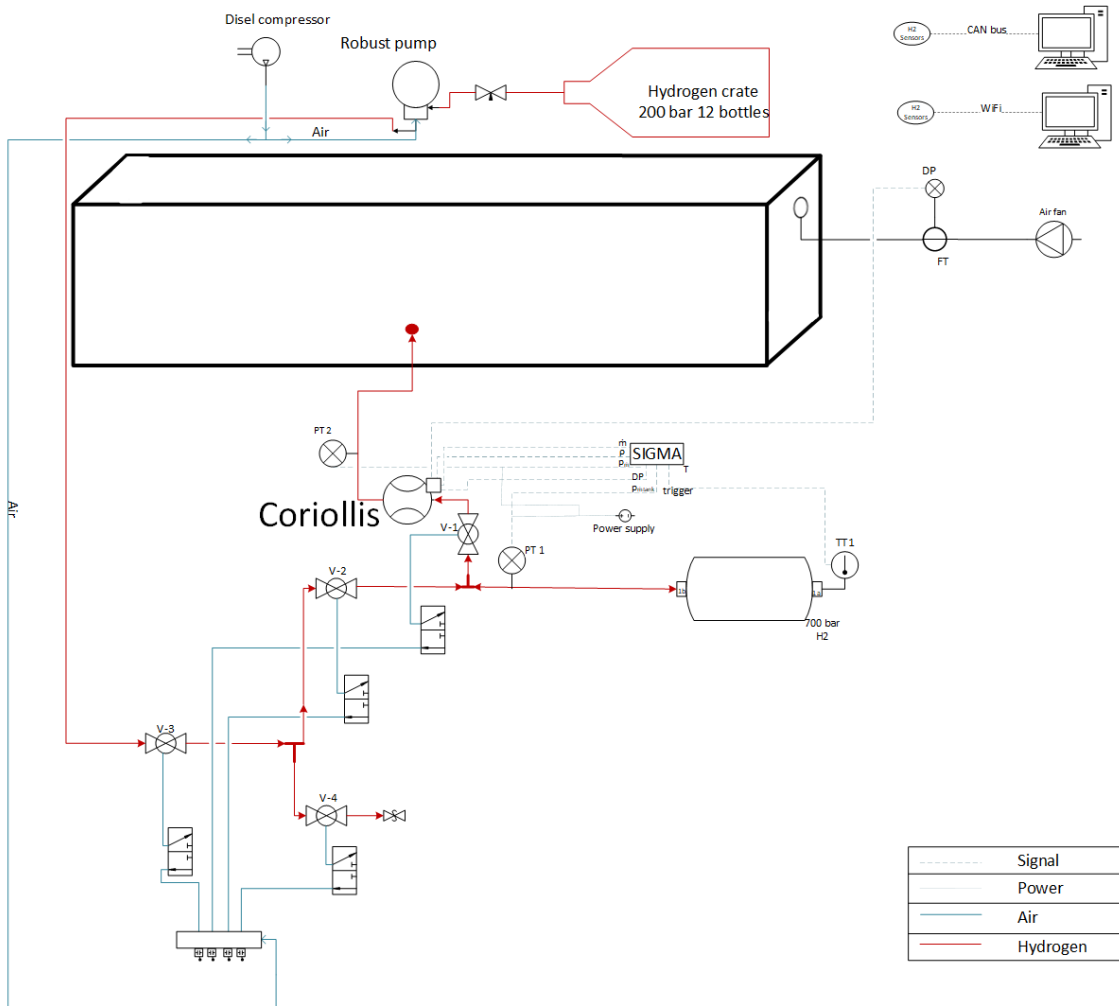 Disel compressor
Robust pump
H2
Sensors
CAN bus
Hydrogen crate
200 bar 12 bottles
H2
Sensors
WiFi
Air
DP
Air fan
FT
PT 2
ṁ
ρ
SIGMA
T
DP
trigger
Coriollis
Air
V-1
Power supply
PT 1
TT 1
V-2
1b
1a
700 bar
H2
V-3
V-4
S
Signal
Power
Air
Hydrogen